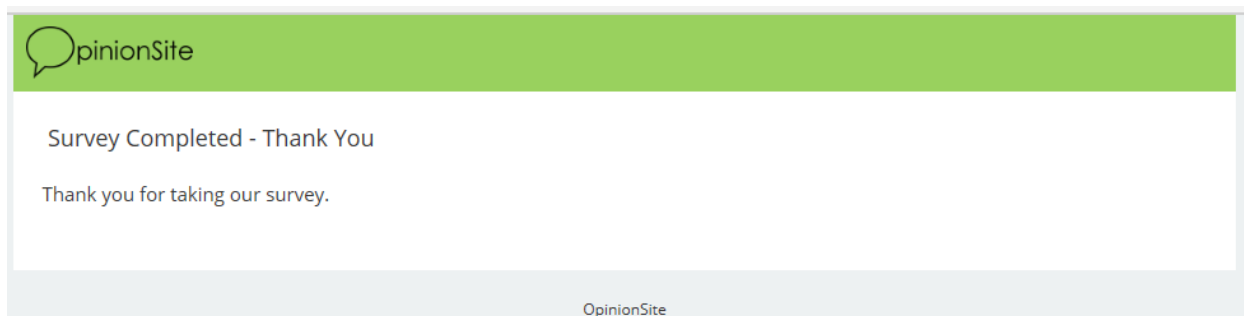 OpinionSite
Survey Completed - Thank You
Thank you for taking our survey.
OpinionSite